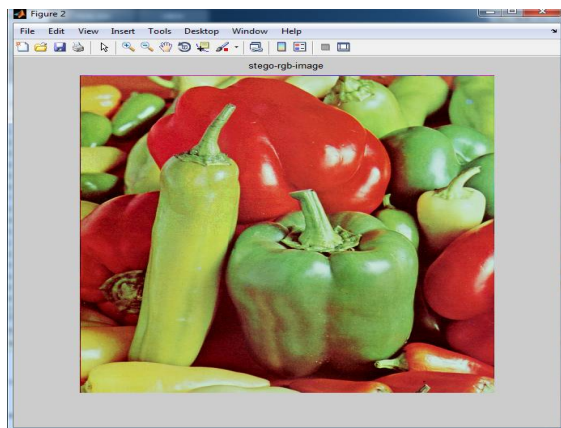 Figure 2
File Edit View Insert Tools Desktop Window Help
stego-rgb-image